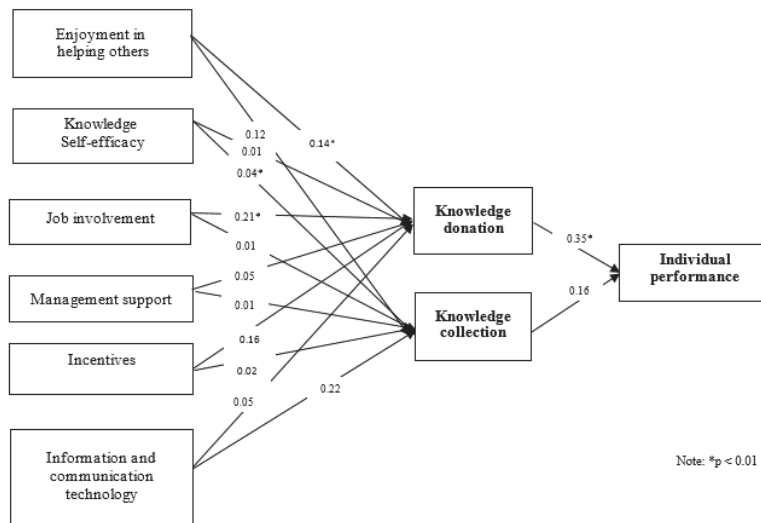 Enjoyment in
helping others
Knowledge
Self-efficacy
Job involvement
Management support
Incentives
Information and
communication
technology
0.12
0.01
0.14*
0.04*
0.21*
0.01
0.05
0.01
0.16
0.02
0.05
0.22
Knowledge
donation
Knowledge
collection
0.35*
0.16
Individual
performance
Note: *p < 0.01